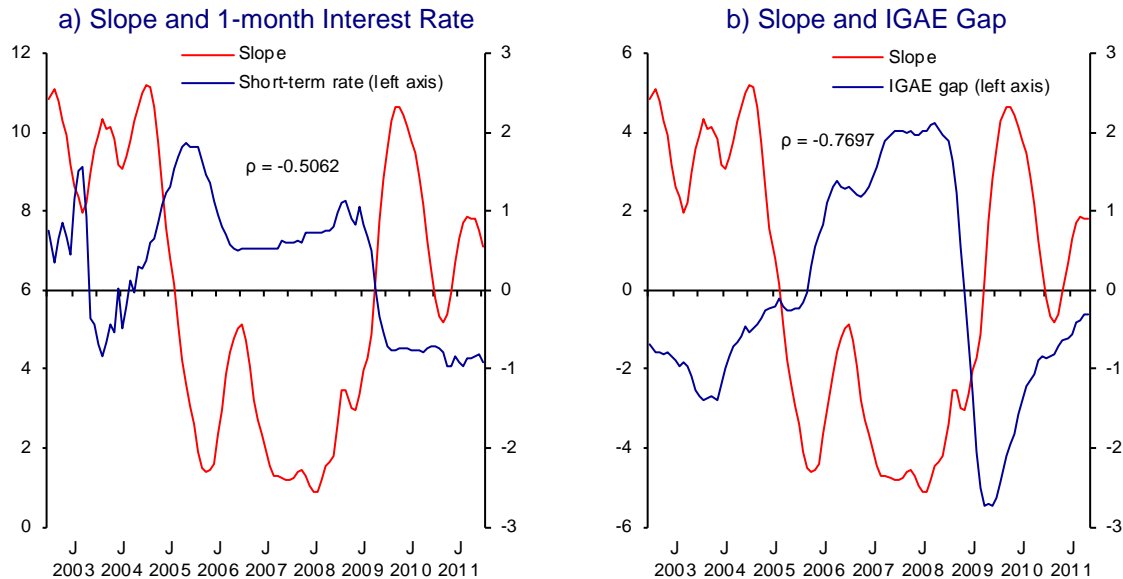 a) Slope and 1-month Interest Rate
Slope
Short-term rate (left axis)
ρ = -0.5062
12
10
8
6
4
2
0
3
2
1
0
-1
-2
-3
J J J J J J J J J
2003 2004 2005 2006 2007 2008 2009 2010 2011
b) Slope and IGAE Gap
Slope
IGAE gap (left axis)
ρ = -0.7697
6
4
2
0
-2
-4
-6
3
2
1
0
-1
-2
-3
J J J J J J J J J
2003 2004 2005 2006 2007 2008 2009 2010 2011